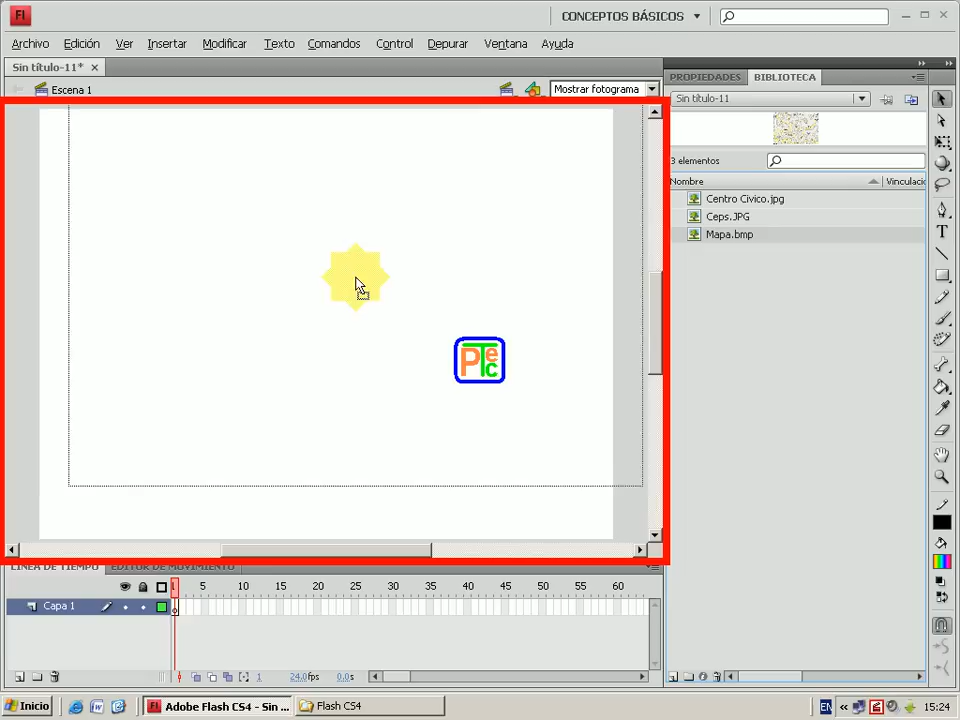 Fl
CONCEPTOS BÁSICOS
Archivo Edición Ver Insertar Modificar Texto Comandos Control Depurar Ventana Ayuda
Sin título-11*
Escena 1
Mostrar fotograma
PROPIEDADES BIBLIOTECA
Sin título-11
3 elementos
Nombre Vinculació
Centro Civico.jpg
Ceps.JPG
Mapa.bmp
T
PTec
LÍNEA DE TIEMPO EDITOR DE MOVIMIENTO
1 5 10 15 20 25 30 35 40 45 50 55 60
Capa 1
1 24.0fps 0.0s
Inicio
Adobe Flash CS4 - Sin ...
Flash CS4
EN
15:24